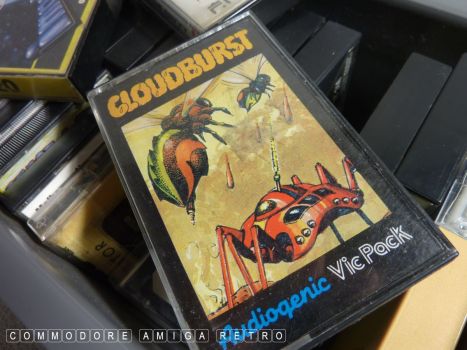 CLOUDBURST
Audiogenic Vic Pack
COMMODORE AMIGA RETRO